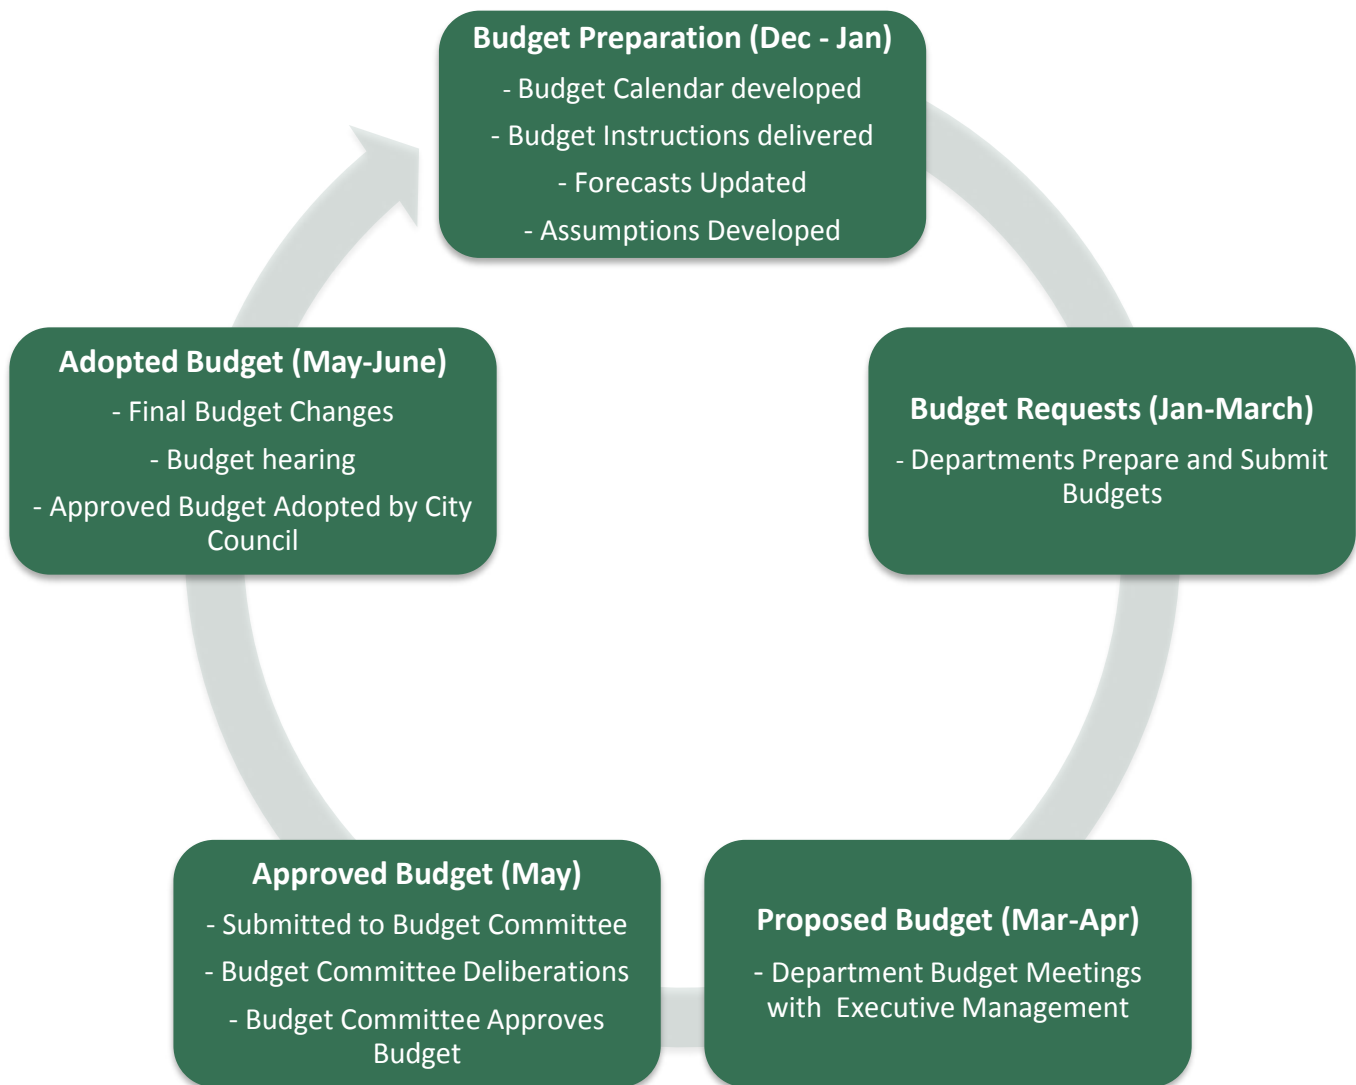 Budget Preparation (Dec - Jan)
- Budget Calendar developed
- Budget Instructions delivered
- Forecasts Updated
- Assumptions Developed
Budget Requests (Jan-March)
- Departments Prepare and Submit
Budgets
Proposed Budget (Mar-Apr)
- Department Budget Meetings
with  Executive Management
Approved Budget (May)
- Submitted to Budget Committee
- Budget Committee Deliberations
- Budget Committee Approves
Budget
Adopted Budget (May-June)
- Final Budget Changes
- Budget hearing
- Approved Budget Adopted by City
Council